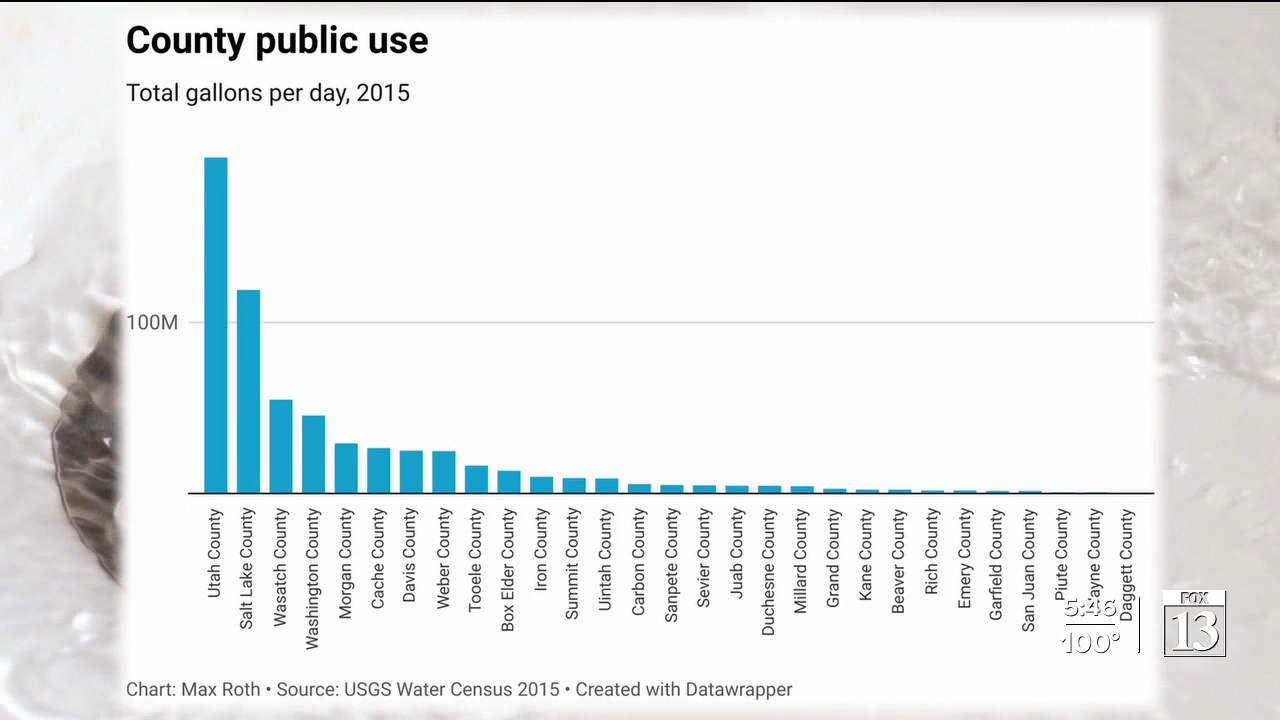 County public use
Total gallons per day, 2015
100M
Utah County
Salt Lake County
Wasatch County
Washington County
Morgan County
Cache County
Davis County
Weber County
Tooele County
Box Elder County
Iron County
Summit County
Uintah County
Carbon County
Sanpete County
Sevier County
Juab County
Duchesne County
Millard County
Grand County
Kane County
Beaver County
Rich County
Emery County
Garfield County
San Juan County
Piute County
Wayne County
Daggett County
5:46
100°
FOX
13
Chart: Max Roth • Source: USGS Water Census 2015 • Created with Datawrapper